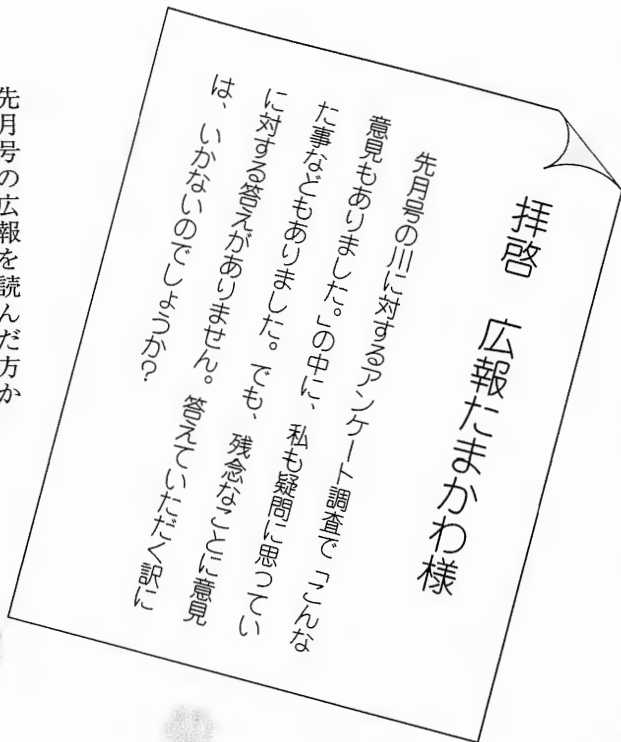 拝啓　広報たまかわ様
先月号の川に対するアンケート調査で「こんな
意見もありました。」の中に、私も疑問に思ってい
た事などもありました。でも、残念なことに意見
に対する答えがありません。答えていただく訳に
は、いかないのでしょうか？
先月号の広報を読んだ方か